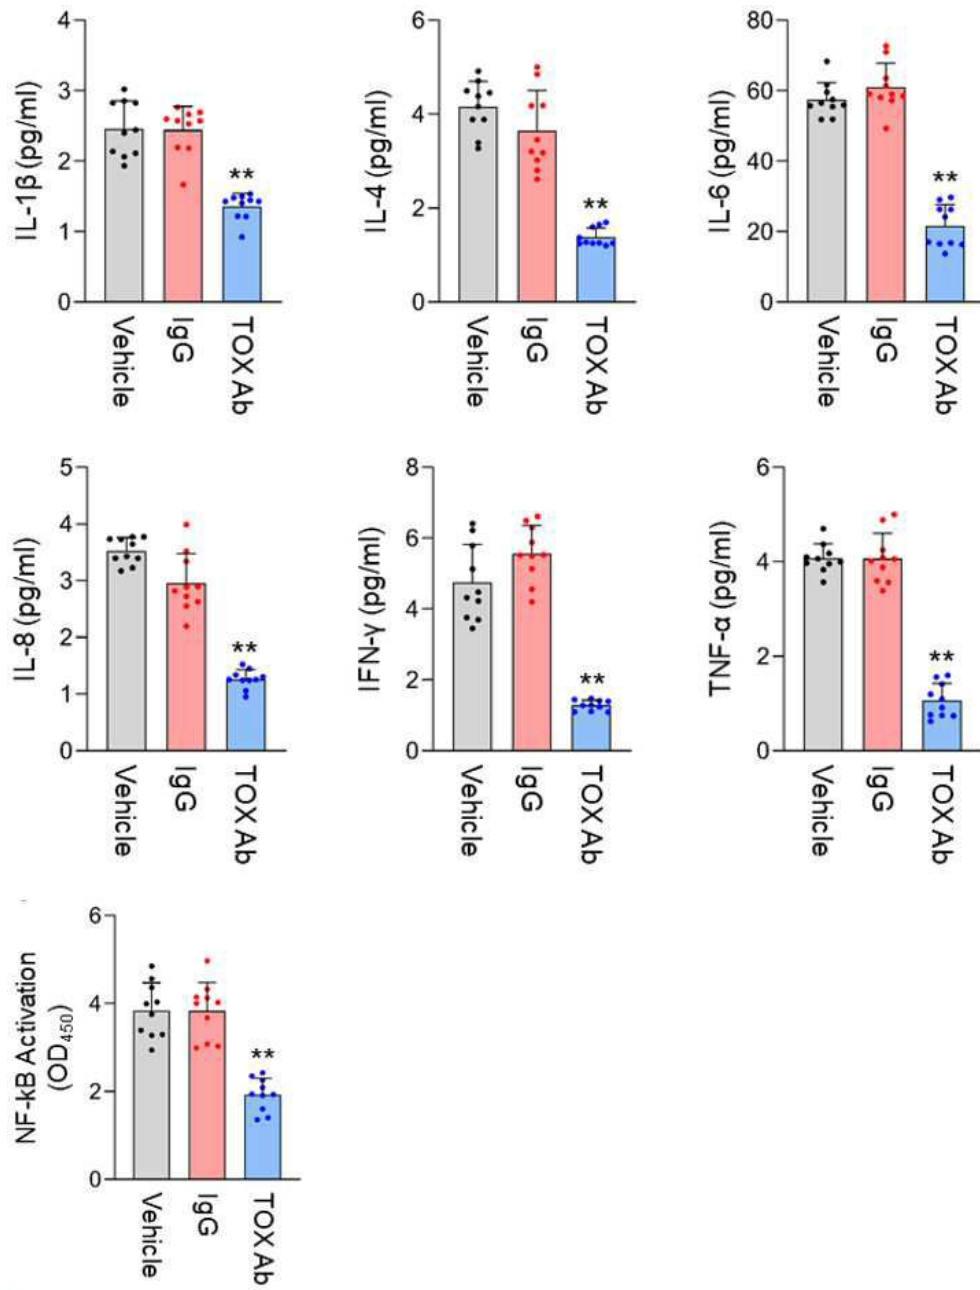 4
3
2
1
0
IL-1β (pg/ml)
**
Vehicle
IgG
TOX Ab
6
4
2
0
IL-4 (pg/ml)
**
Vehicle
IgG
TOX Ab
80
60
40
20
0
IL-6 (pg/ml)
**
Vehicle
IgG
TOX Ab
5
4
3
2
1
0
IL-8 (pg/ml)
**
Vehicle
IgG
TOX Ab
8
6
4
2
0
IFN-γ (pg/ml)
**
Vehicle
IgG
TOX Ab
6
4
2
0
TNF-α (pg/ml)
**
Vehicle
IgG
TOX Ab
6
4
2
0
NF-kB Activation
(OD₄₅₀)
**
Vehicle
IgG
TOX Ab